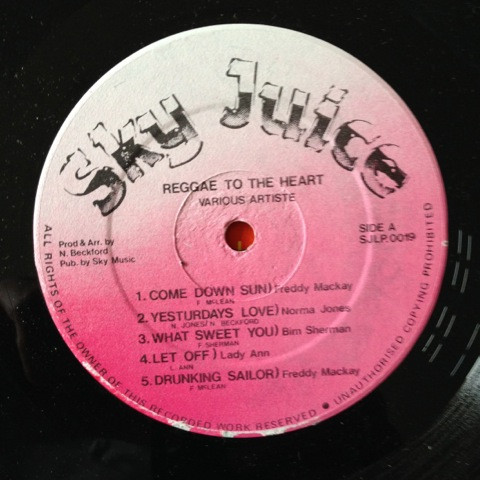 Sky Juice
REGGAE TO THE HEART
VARIOUS ARTISTE
Prod & Arr. by
N. Beckford
Pub. by Sky Music
SIDE A
SJLP. 0019
1. COME DOWN SUN) Freddy Mackay
F. McLEAN
2. YESTURDAYS LOVE) Norma Jones
N. JONES/N. BECKFORD
3. WHAT SWEET YOU) Bim Sherman
F. SHERMAN
4. LET OFF) Lady Ann
L. ANN
5. DRUNKING SAILOR) Freddy Mackay
F. McLEAN
ALL RIGHTS OF THE OWNER OF THIS RECORDED WORK RESERVED • UNAUTHORISED COPYING PROHIBITED